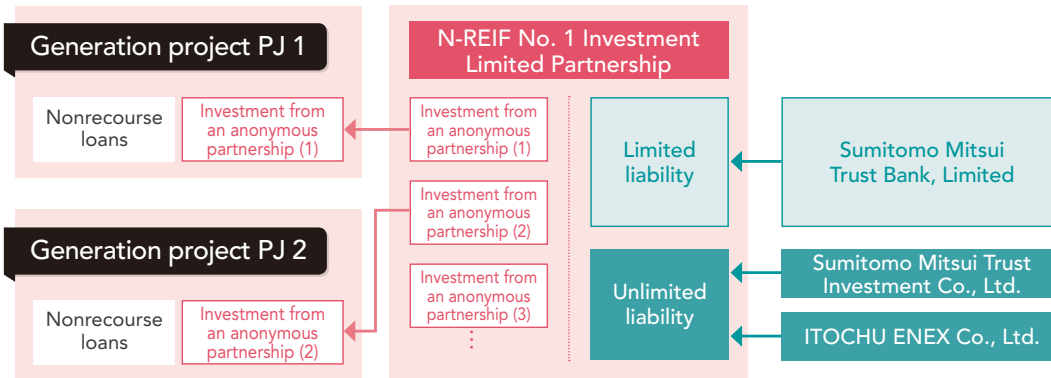 Generation project PJ 1
Nonrecourse
loans
Investment from
an anonymous
partnership (1)
Generation project PJ 2
Nonrecourse
loans
Investment from
an anonymous
partnership (2)
N-REIF No. 1 Investment
Limited Partnership
Investment from
an anonymous
partnership (1)
Investment from
an anonymous
partnership (2)
Investment from
an anonymous
partnership (3)
⋮
Limited
liability
Unlimited
liability
Sumitomo Mitsui
Trust Bank, Limited
Sumitomo Mitsui Trust
Investment Co., Ltd.
ITOCHU ENEX Co., Ltd.